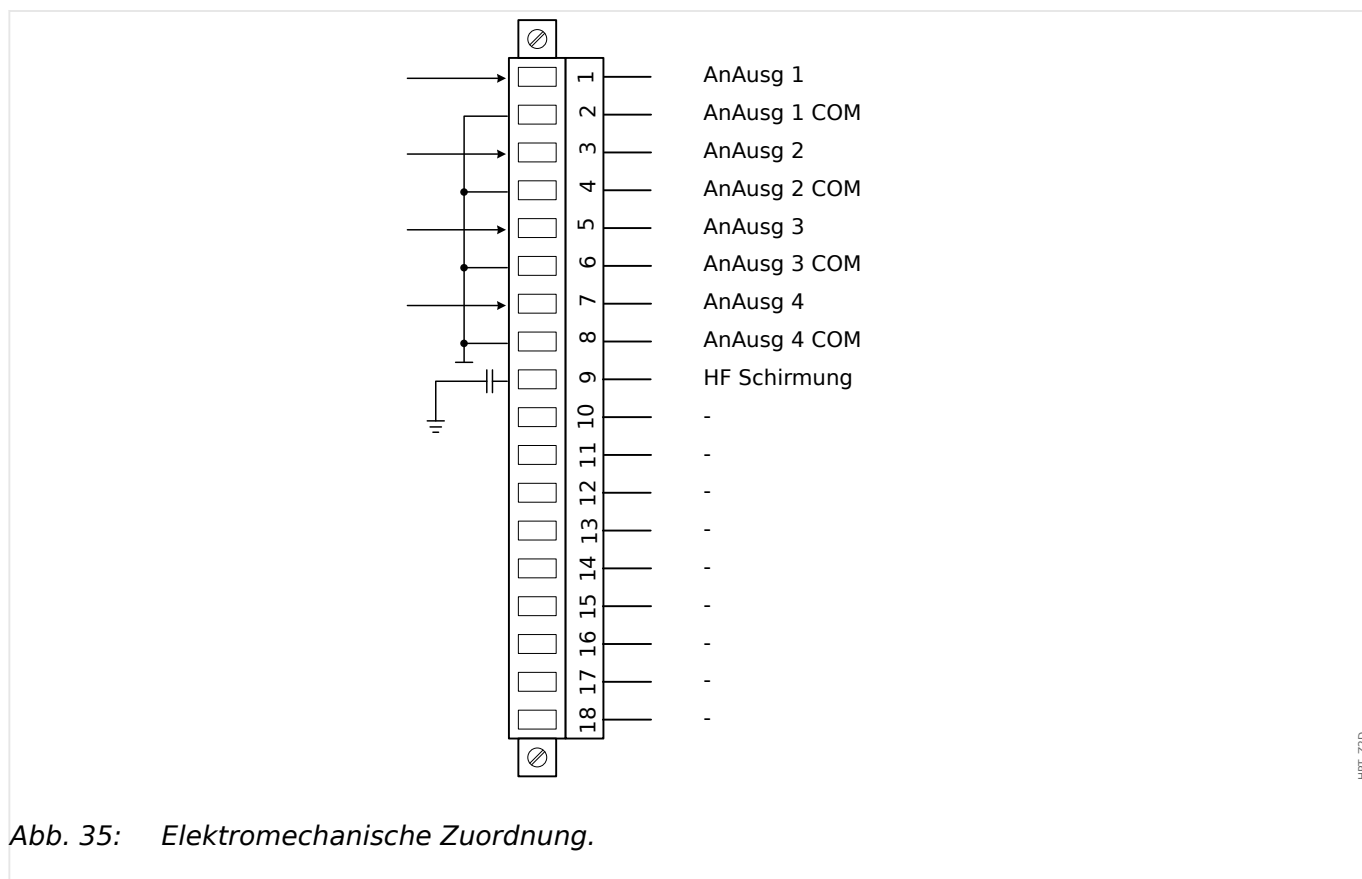 1 AnAusg 1
2 AnAusg 1 COM
3 AnAusg 2
4 AnAusg 2 COM
5 AnAusg 3
6 AnAusg 3 COM
7 AnAusg 4
8 AnAusg 4 COM
9 HF Schirmung
10 -
11 -
12 -
13 -
14 -
15 -
16 -
17 -
18 -
Abb. 35: Elektromechanische Zuordnung.